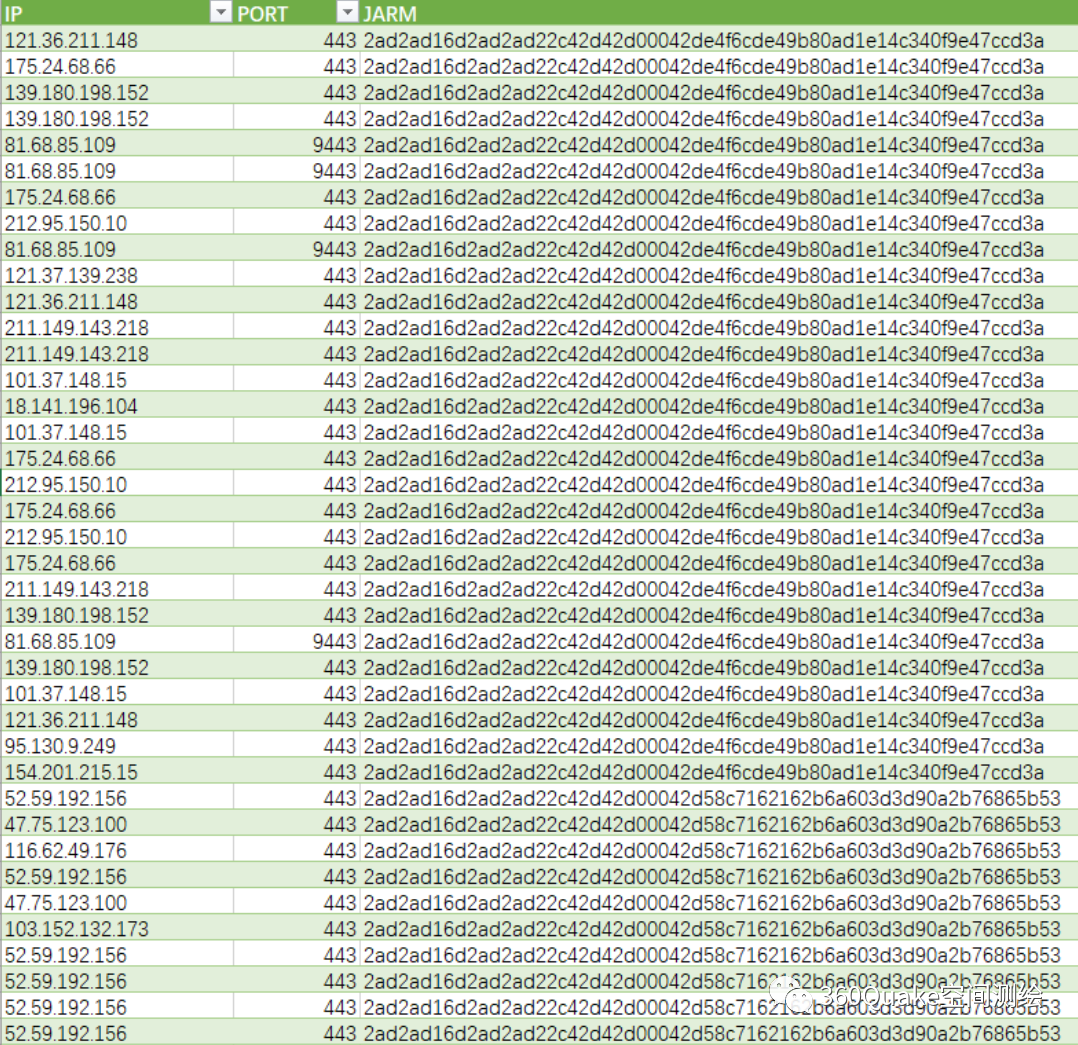 IP PORT JARM
121.36.211.148 443 2ad2ad16d2ad2ad22c42d42d00042de4f6cde49b80ad1e14c340f9e47ccd3a
175.24.68.66 443 2ad2ad16d2ad2ad22c42d42d00042de4f6cde49b80ad1e14c340f9e47ccd3a
139.180.198.152 443 2ad2ad16d2ad2ad22c42d42d00042de4f6cde49b80ad1e14c340f9e47ccd3a
139.180.198.152 443 2ad2ad16d2ad2ad22c42d42d00042de4f6cde49b80ad1e14c340f9e47ccd3a
81.68.85.109 9443 2ad2ad16d2ad2ad22c42d42d00042de4f6cde49b80ad1e14c340f9e47ccd3a
81.68.85.109 9443 2ad2ad16d2ad2ad22c42d42d00042de4f6cde49b80ad1e14c340f9e47ccd3a
175.24.68.66 443 2ad2ad16d2ad2ad22c42d42d00042de4f6cde49b80ad1e14c340f9e47ccd3a
212.95.150.10 443 2ad2ad16d2ad2ad22c42d42d00042de4f6cde49b80ad1e14c340f9e47ccd3a
81.68.85.109 9443 2ad2ad16d2ad2ad22c42d42d00042de4f6cde49b80ad1e14c340f9e47ccd3a
121.37.139.238 443 2ad2ad16d2ad2ad22c42d42d00042de4f6cde49b80ad1e14c340f9e47ccd3a
121.36.211.148 443 2ad2ad16d2ad2ad22c42d42d00042de4f6cde49b80ad1e14c340f9e47ccd3a
211.149.143.218 443 2ad2ad16d2ad2ad22c42d42d00042de4f6cde49b80ad1e14c340f9e47ccd3a
211.149.143.218 443 2ad2ad16d2ad2ad22c42d42d00042de4f6cde49b80ad1e14c340f9e47ccd3a
101.37.148.15 443 2ad2ad16d2ad2ad22c42d42d00042de4f6cde49b80ad1e14c340f9e47ccd3a
18.141.196.104 443 2ad2ad16d2ad2ad22c42d42d00042de4f6cde49b80ad1e14c340f9e47ccd3a
101.37.148.15 443 2ad2ad16d2ad2ad22c42d42d00042de4f6cde49b80ad1e14c340f9e47ccd3a
175.24.68.66 443 2ad2ad16d2ad2ad22c42d42d00042de4f6cde49b80ad1e14c340f9e47ccd3a
212.95.150.10 443 2ad2ad16d2ad2ad22c42d42d00042de4f6cde49b80ad1e14c340f9e47ccd3a
175.24.68.66 443 2ad2ad16d2ad2ad22c42d42d00042de4f6cde49b80ad1e14c340f9e47ccd3a
212.95.150.10 443 2ad2ad16d2ad2ad22c42d42d00042de4f6cde49b80ad1e14c340f9e47ccd3a
175.24.68.66 443 2ad2ad16d2ad2ad22c42d42d00042de4f6cde49b80ad1e14c340f9e47ccd3a
211.149.143.218 443 2ad2ad16d2ad2ad22c42d42d00042de4f6cde49b80ad1e14c340f9e47ccd3a
139.180.198.152 443 2ad2ad16d2ad2ad22c42d42d00042de4f6cde49b80ad1e14c340f9e47ccd3a
81.68.85.109 9443 2ad2ad16d2ad2ad22c42d42d00042de4f6cde49b80ad1e14c340f9e47ccd3a
139.180.198.152 443 2ad2ad16d2ad2ad22c42d42d00042de4f6cde49b80ad1e14c340f9e47ccd3a
101.37.148.15 443 2ad2ad16d2ad2ad22c42d42d00042de4f6cde49b80ad1e14c340f9e47ccd3a
121.36.211.148 443 2ad2ad16d2ad2ad22c42d42d00042de4f6cde49b80ad1e14c340f9e47ccd3a
95.130.9.249 443 2ad2ad16d2ad2ad22c42d42d00042de4f6cde49b80ad1e14c340f9e47ccd3a
154.201.215.15 443 2ad2ad16d2ad2ad22c42d42d00042de4f6cde49b80ad1e14c340f9e47ccd3a
52.59.192.156 443 2ad2ad16d2ad2ad22c42d42d00042d58c7162162b6a603d3d90a2b76865b53
47.75.123.100 443 2ad2ad16d2ad2ad22c42d42d00042d58c7162162b6a603d3d90a2b76865b53
116.62.49.176 443 2ad2ad16d2ad2ad22c42d42d00042d58c7162162b6a603d3d90a2b76865b53
52.59.192.156 443 2ad2ad16d2ad2ad22c42d42d00042d58c7162162b6a603d3d90a2b76865b53
47.75.123.100 443 2ad2ad16d2ad2ad22c42d42d00042d58c7162162b6a603d3d90a2b76865b53
103.152.132.173 443 2ad2ad16d2ad2ad22c42d42d00042d58c7162162b6a603d3d90a2b76865b53
52.59.192.156 443 2ad2ad16d2ad2ad22c42d42d00042d58c7162162b6a603d3d90a2b76865b53
52.59.192.156 443 2ad2ad16d2ad2ad22c42d42d00042d58c7162162b6a603d3d90a2b76865b53
52.59.192.156 443 2ad2ad16d2ad2ad22c42d42d00042d58c7162162b6a603d3d90a2b76865b53
360Quake空间测绘
52.59.192.156 443 2ad2ad16d2ad2ad22c42d42d00042d58c7162162b6a603d3d90a2b76865b53